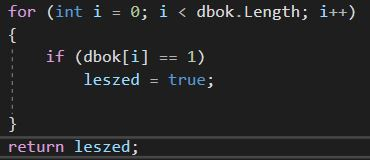 for (int i = 0; i < dbok.Length; i++)
{
    if (dbok[i] == 1)
        leszed = true;
}
return leszed;